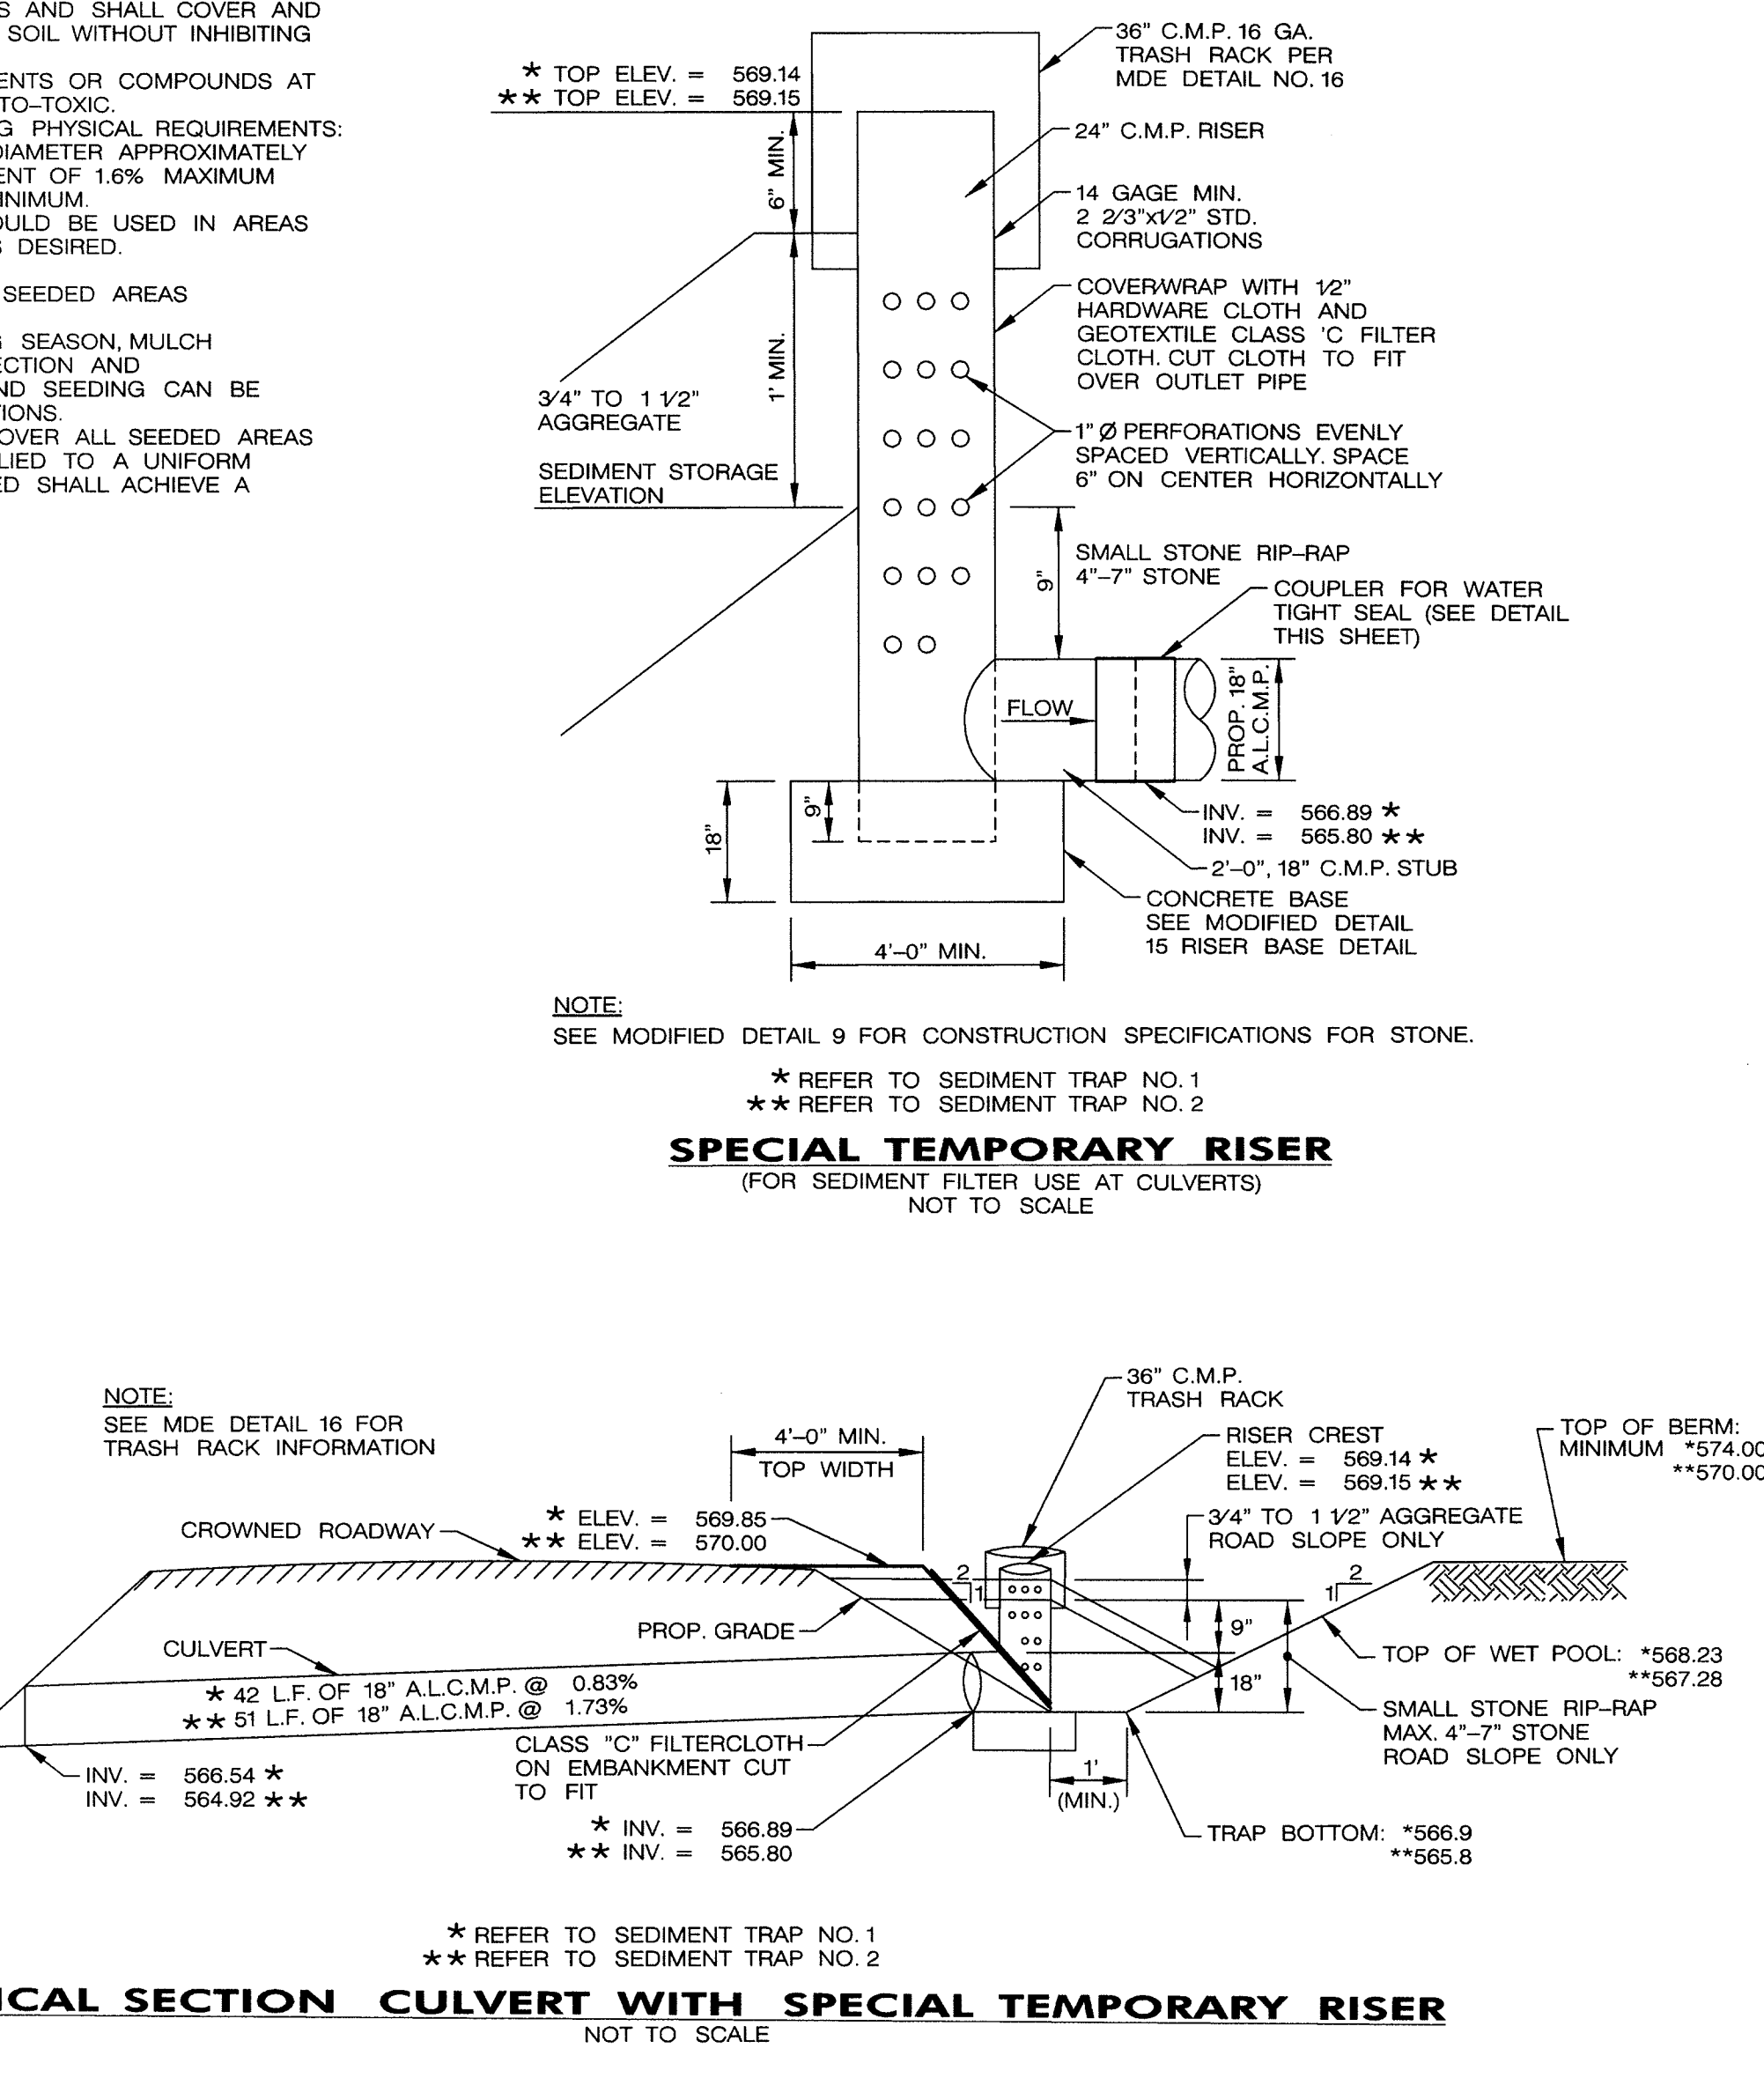 S AND SHALL COVER AND
SOIL WITHOUT INHIBITING
ENTS OR COMPOUNDS AT
TO-TOXIC.
G PHYSICAL REQUIREMENTS:
DIAMETER APPROXIMATELY
ENT OF 1.6% MAXIMUM
INIMUM.
OULD BE USED IN AREAS
S DESIRED.
SEEDED AREAS
G SEASON, MULCH
ECTION AND
ND SEEDING CAN BE
TIONS.
OVER ALL SEEDED AREAS
LIED TO A UNIFORM
ED SHALL ACHIEVE A
* TOP ELEV. = 569.14
** TOP ELEV. = 569.15
6" MIN.
1' MIN.
3/4" TO 1 1/2"
AGGREGATE
SEDIMENT STORAGE
ELEVATION
36" C.M.P. 16 GA.
TRASH RACK PER
MDE DETAIL NO. 16
24" C.M.P. RISER
14 GAGE MIN.
2 2/3"x1/2" STD.
CORRUGATIONS
COVER/WRAP WITH 1/2"
HARDWARE CLOTH AND
GEOTEXTILE CLASS 'C FILTER
CLOTH. CUT CLOTH TO FIT
OVER OUTLET PIPE
1" Ø PERFORATIONS EVENLY
SPACED VERTICALLY. SPACE
6" ON CENTER HORIZONTALLY
9"
SMALL STONE RIP-RAP
4"-7" STONE
COUPLER FOR WATER
TIGHT SEAL (SEE DETAIL
THIS SHEET)
FLOW
PROP. 18"
A.L.C.M.P.
18"
9"
INV. = 566.89 *
INV. = 565.80 **
2'-0", 18" C.M.P. STUB
CONCRETE BASE
SEE MODIFIED DETAIL
15 RISER BASE DETAIL
4'-0" MIN.
NOTE:
SEE MODIFIED DETAIL 9 FOR CONSTRUCTION SPECIFICATIONS FOR STONE.
* REFER TO SEDIMENT TRAP NO. 1
** REFER TO SEDIMENT TRAP NO. 2
SPECIAL TEMPORARY RISER
(FOR SEDIMENT FILTER USE AT CULVERTS)
NOT TO SCALE
NOTE:
SEE MDE DETAIL 16 FOR
TRASH RACK INFORMATION
4'-0" MIN.
TOP WIDTH
36" C.M.P.
TRASH RACK
RISER CREST
ELEV. = 569.14 *
ELEV. = 569.15 **
TOP OF BERM:
MINIMUM *574.00
**570.00
3/4" TO 1 1/2" AGGREGATE
ROAD SLOPE ONLY
* ELEV. = 569.85
** ELEV. = 570.00
CROWNED ROADWAY
2
1
2
1
PROP. GRADE
CULVERT
9"
18"
TOP OF WET POOL: *568.23
**567.28
* 42 L.F. OF 18" A.L.C.M.P. @ 0.83%
** 51 L.F. OF 18" A.L.C.M.P. @ 1.73%
SMALL STONE RIP-RAP
MAX. 4"-7" STONE
ROAD SLOPE ONLY
CLASS "C" FILTERCLOTH
ON EMBANKMENT CUT
TO FIT
INV. = 566.54 *
INV. = 564.92 **
1'
(MIN.)
* INV. = 566.89
** INV. = 565.80
TRAP BOTTOM: *566.9
**565.8
* REFER TO SEDIMENT TRAP NO. 1
** REFER TO SEDIMENT TRAP NO. 2
ICAL SECTION CULVERT WITH SPECIAL TEMPORARY RISER
NOT TO SCALE